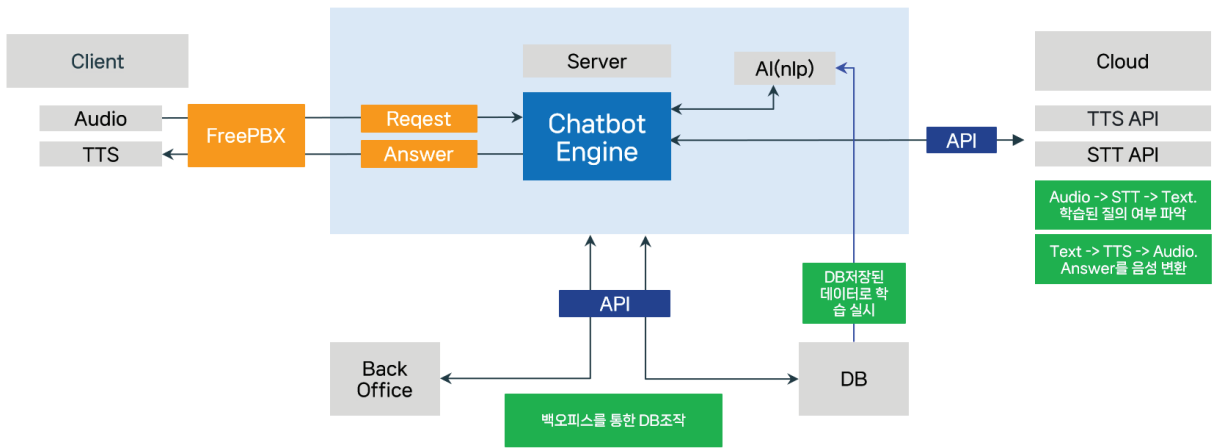 Client
Audio
TTS
FreePBX
Reqest
Answer
Server
Chatbot
Engine
AI(nlp)
API
Cloud
TTS API
STT API
Audio -> STT -> Text.
학습된 질의 여부 파악
Text -> TTS -> Audio.
Answer를 음성 변환
DB저장된
데이터로 학
습 실시
API
Back
Office
DB
백오피스를 통한 DB조작